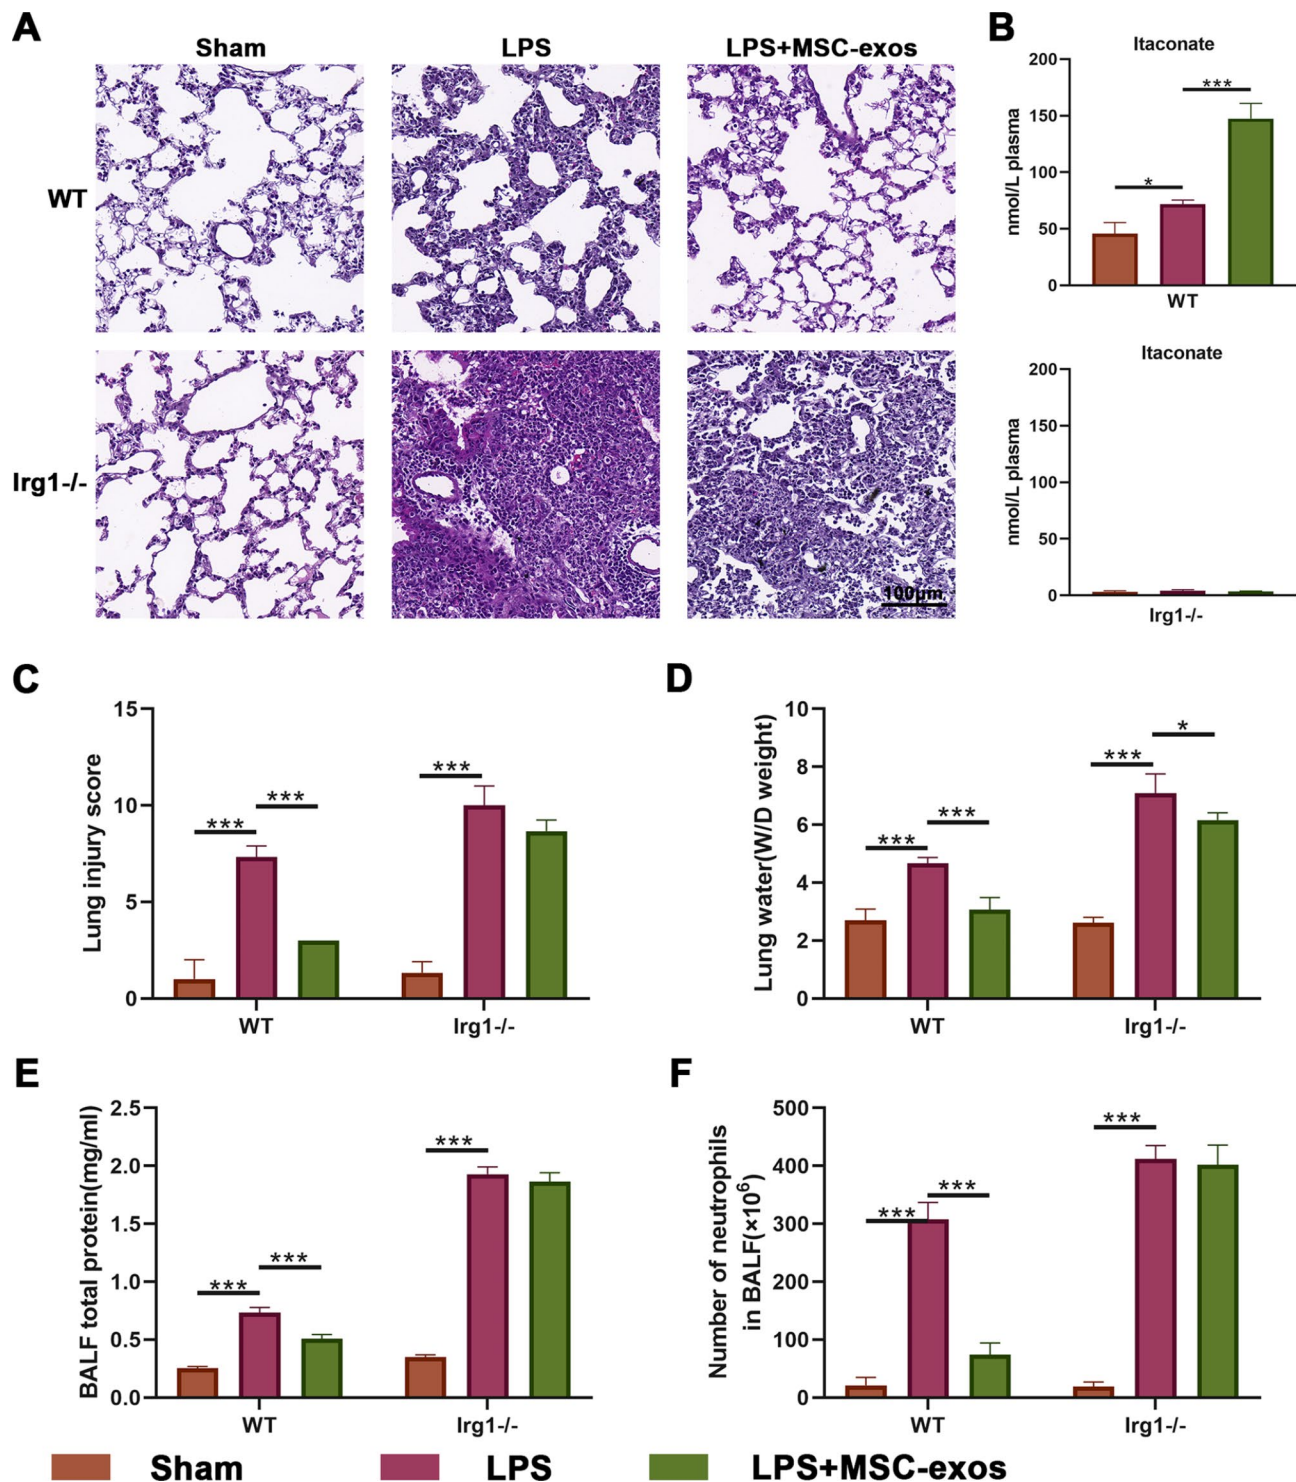 A
Sham
LPS
LPS+MSC-exos
WT
Irg1-/-
100μm
B
Itaconate
nmol/L plasma
200
150
100
50
0
*
***
WT
Itaconate
nmol/L plasma
200
150
100
50
0
Irg1-/-
C
Lung injury score
15
10
5
0
***
***
***
WT
Irg1-/-
D
Lung water(W/D weight)
10
8
6
4
2
0
***
***
***
*
WT
Irg1-/-
E
BALF total protein(mg/ml)
2.5
2.0
1.5
1.0
0.5
0.0
***
***
***
WT
Irg1-/-
F
Number of neutrophils
in BALF(×10⁶)
500
400
300
200
100
0
***
***
***
WT
Irg1-/-
Sham
LPS
LPS+MSC-exos